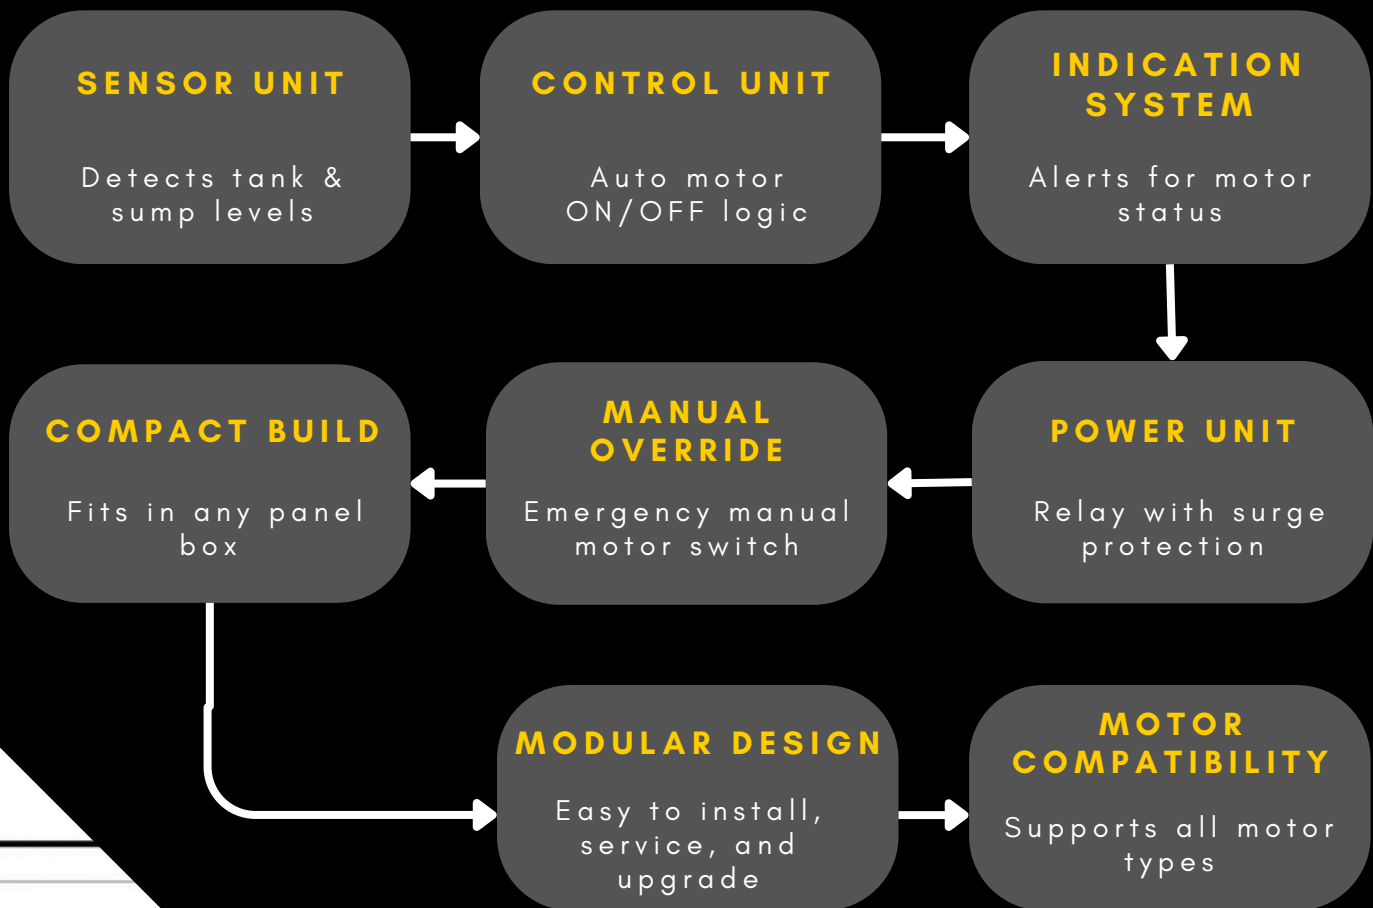 SENSOR UNIT
Detects tank &
sump levels
CONTROL UNIT
Auto motor
ON/OFF logic
INDICATION
SYSTEM
Alerts for motor
status
POWER UNIT
Relay with surge
protection
MANUAL
OVERRIDE
Emergency manual
motor switch
COMPACT BUILD
Fits in any panel
box
MODULAR DESIGN
Easy to install,
service, and
upgrade
MOTOR
COMPATIBILITY
Supports all motor
types